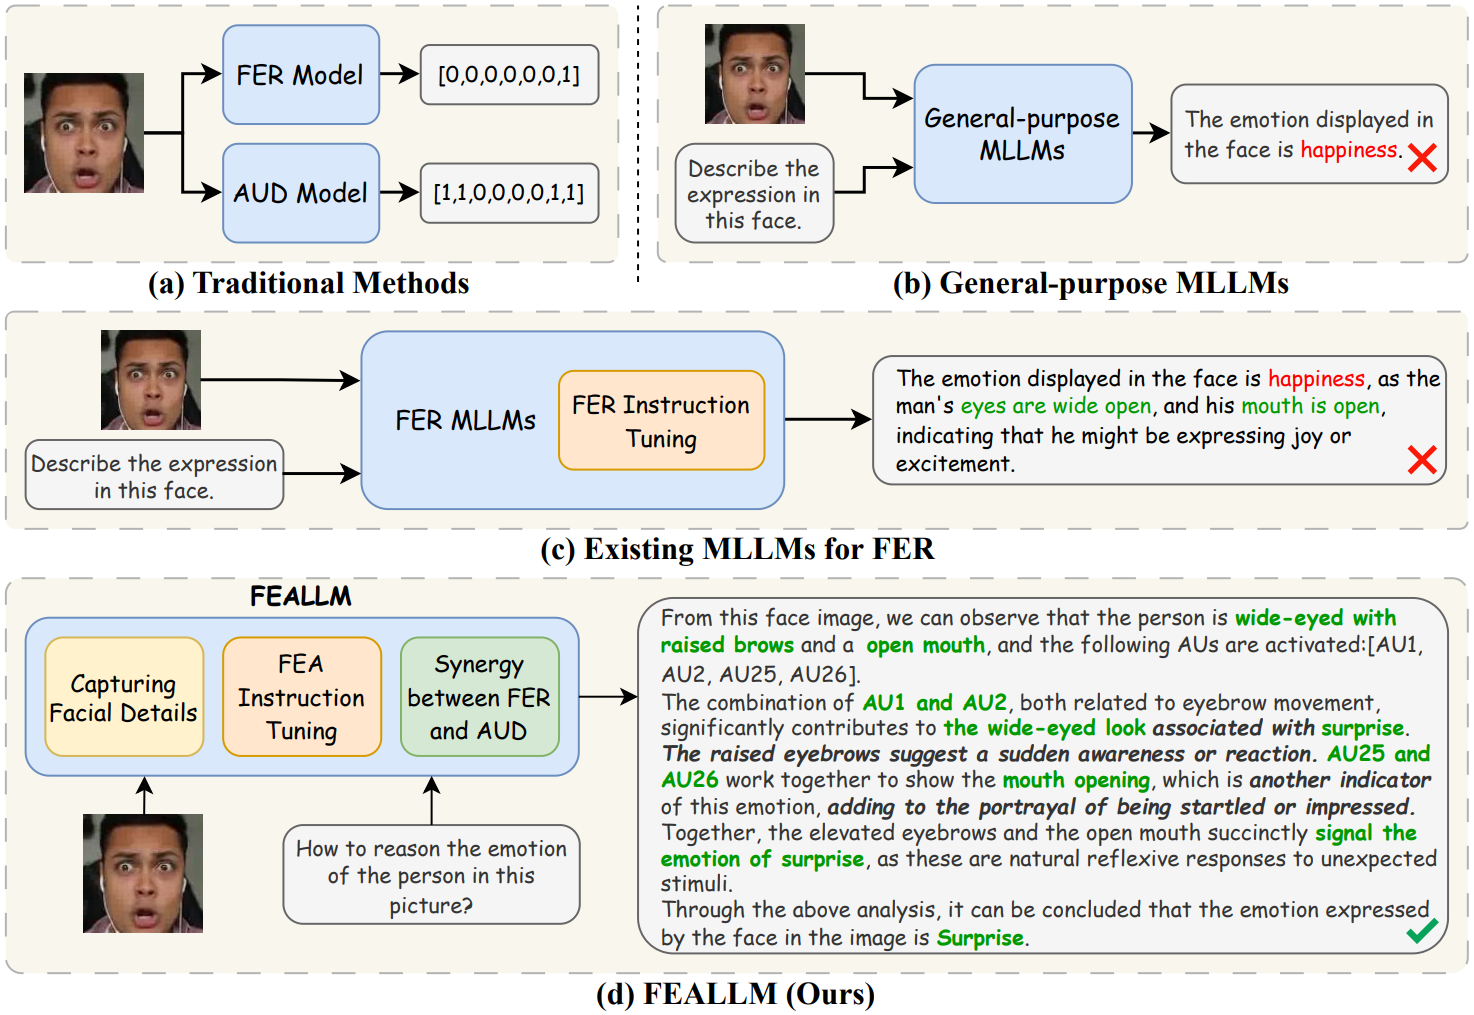 FER Model
[0,0,0,0,0,0,1]
AUD Model
[1,1,0,0,0,0,1,1]
(a) Traditional Methods
Describe the
expression in
this face.
General-purpose
MLLMs
The emotion displayed in
the face is happiness.
(b) General-purpose MLLMs
Describe the expression
in this face.
FER MLLMs
FER Instruction
Tuning
The emotion displayed in the face is happiness, as the
man's eyes are wide open, and his mouth is open,
indicating that he might be expressing joy or
excitement.
(c) Existing MLLMs for FER
FEALLM
Capturing
Facial Details
FEA
Instruction
Tuning
Synergy
between FER
and AUD
How to reason the emotion
of the person in this
picture?
From this face image, we can observe that the person is wide-eyed with
raised brows and a open mouth, and the following AUs are activated:[AU1,
AU2, AU25, AU26].
The combination of AU1 and AU2, both related to eyebrow movement,
significantly contributes to the wide-eyed look associated with surprise.
The raised eyebrows suggest a sudden awareness or reaction. AU25 and
AU26 work together to show the mouth opening, which is another indicator
of this emotion, adding to the portrayal of being startled or impressed.
Together, the elevated eyebrows and the open mouth succinctly signal the
emotion of surprise, as these are natural reflexive responses to unexpected
stimuli.
Through the above analysis, it can be concluded that the emotion expressed
by the face in the image is Surprise.
(d) FEALLM (Ours)